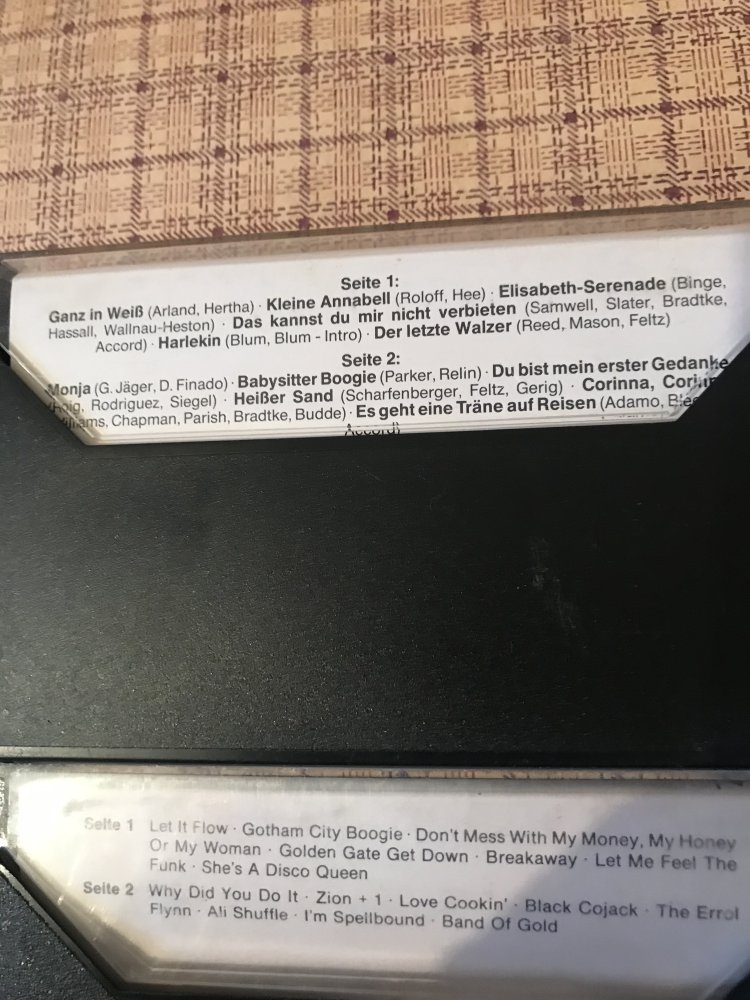 Seite 1:
Ganz in Weiß (Arland, Hertha) · Kleine Annabell (Roloff, Hee) · Elisabeth-Serenade (Binge,
Hassall, Wallnau-Heston) · Das kannst du mir nicht verbieten (Samwell, Slater, Bradtke,
Accord) · Harlekin (Blum, Blum - Intro) · Der letzte Walzer (Reed, Mason, Feltz)
Seite 2:
Monja (G. Jäger, D. Finado) · Babysitter Boogie (Parker, Relin) · Du bist mein erster Gedanke
Rodriguez, Siegel) · Heißer Sand (Scharfenberger, Feltz, Gerig) · Corinna,
Chapman, Parish, Bradtke, Budde) · Es geht eine Träne auf Reisen (Adamo,
Accord)
Seite 1 Let It Flow · Gotham City Boogie · Don't Mess With My Money, My Honey
Or My Woman · Golden Gate Get Down · Breakaway · Let Me Feel The
Funk · She's A Disco Queen
Seite 2 Why Did You Do It · Zion + 1 · Love Cookin' · Black Cojack · The Errol
Flynn · Ali Shuffle · I'm Spellbound · Band Of Gold